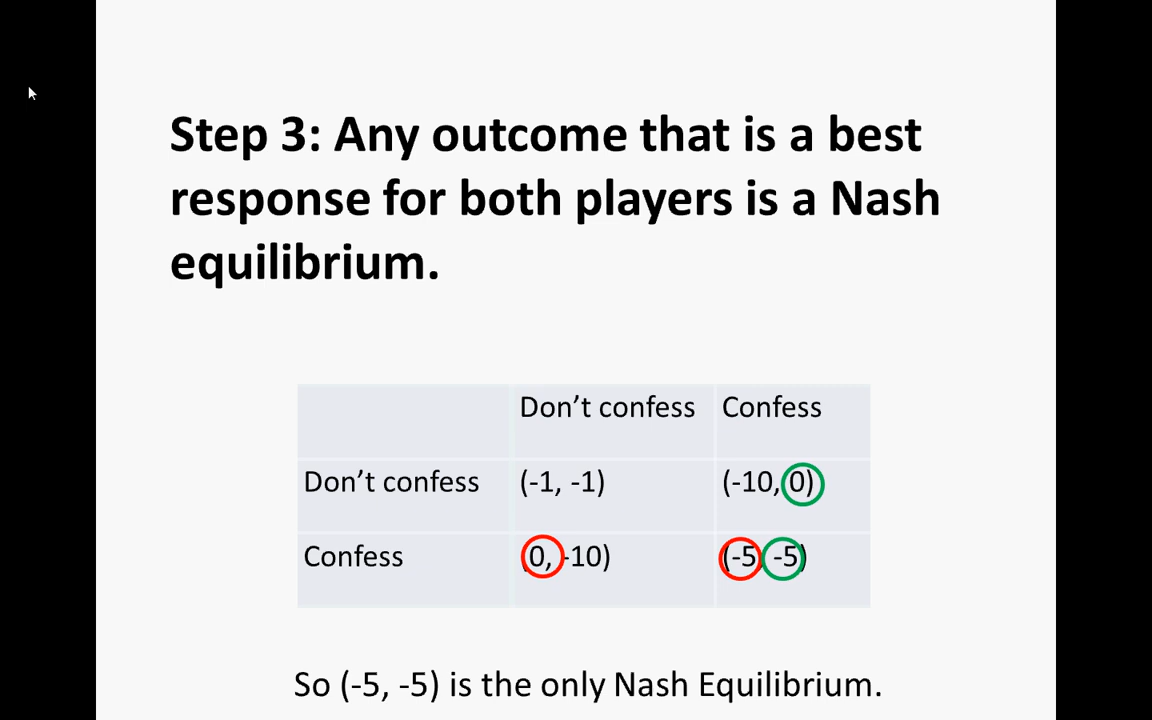 Step 3: Any outcome that is a best
response for both players is a Nash
equilibrium.
Don’t confess Confess
Don’t confess (-1, -1) (-10, 0)
Confess (0, -10) (-5, -5)
So (-5, -5) is the only Nash Equilibrium.